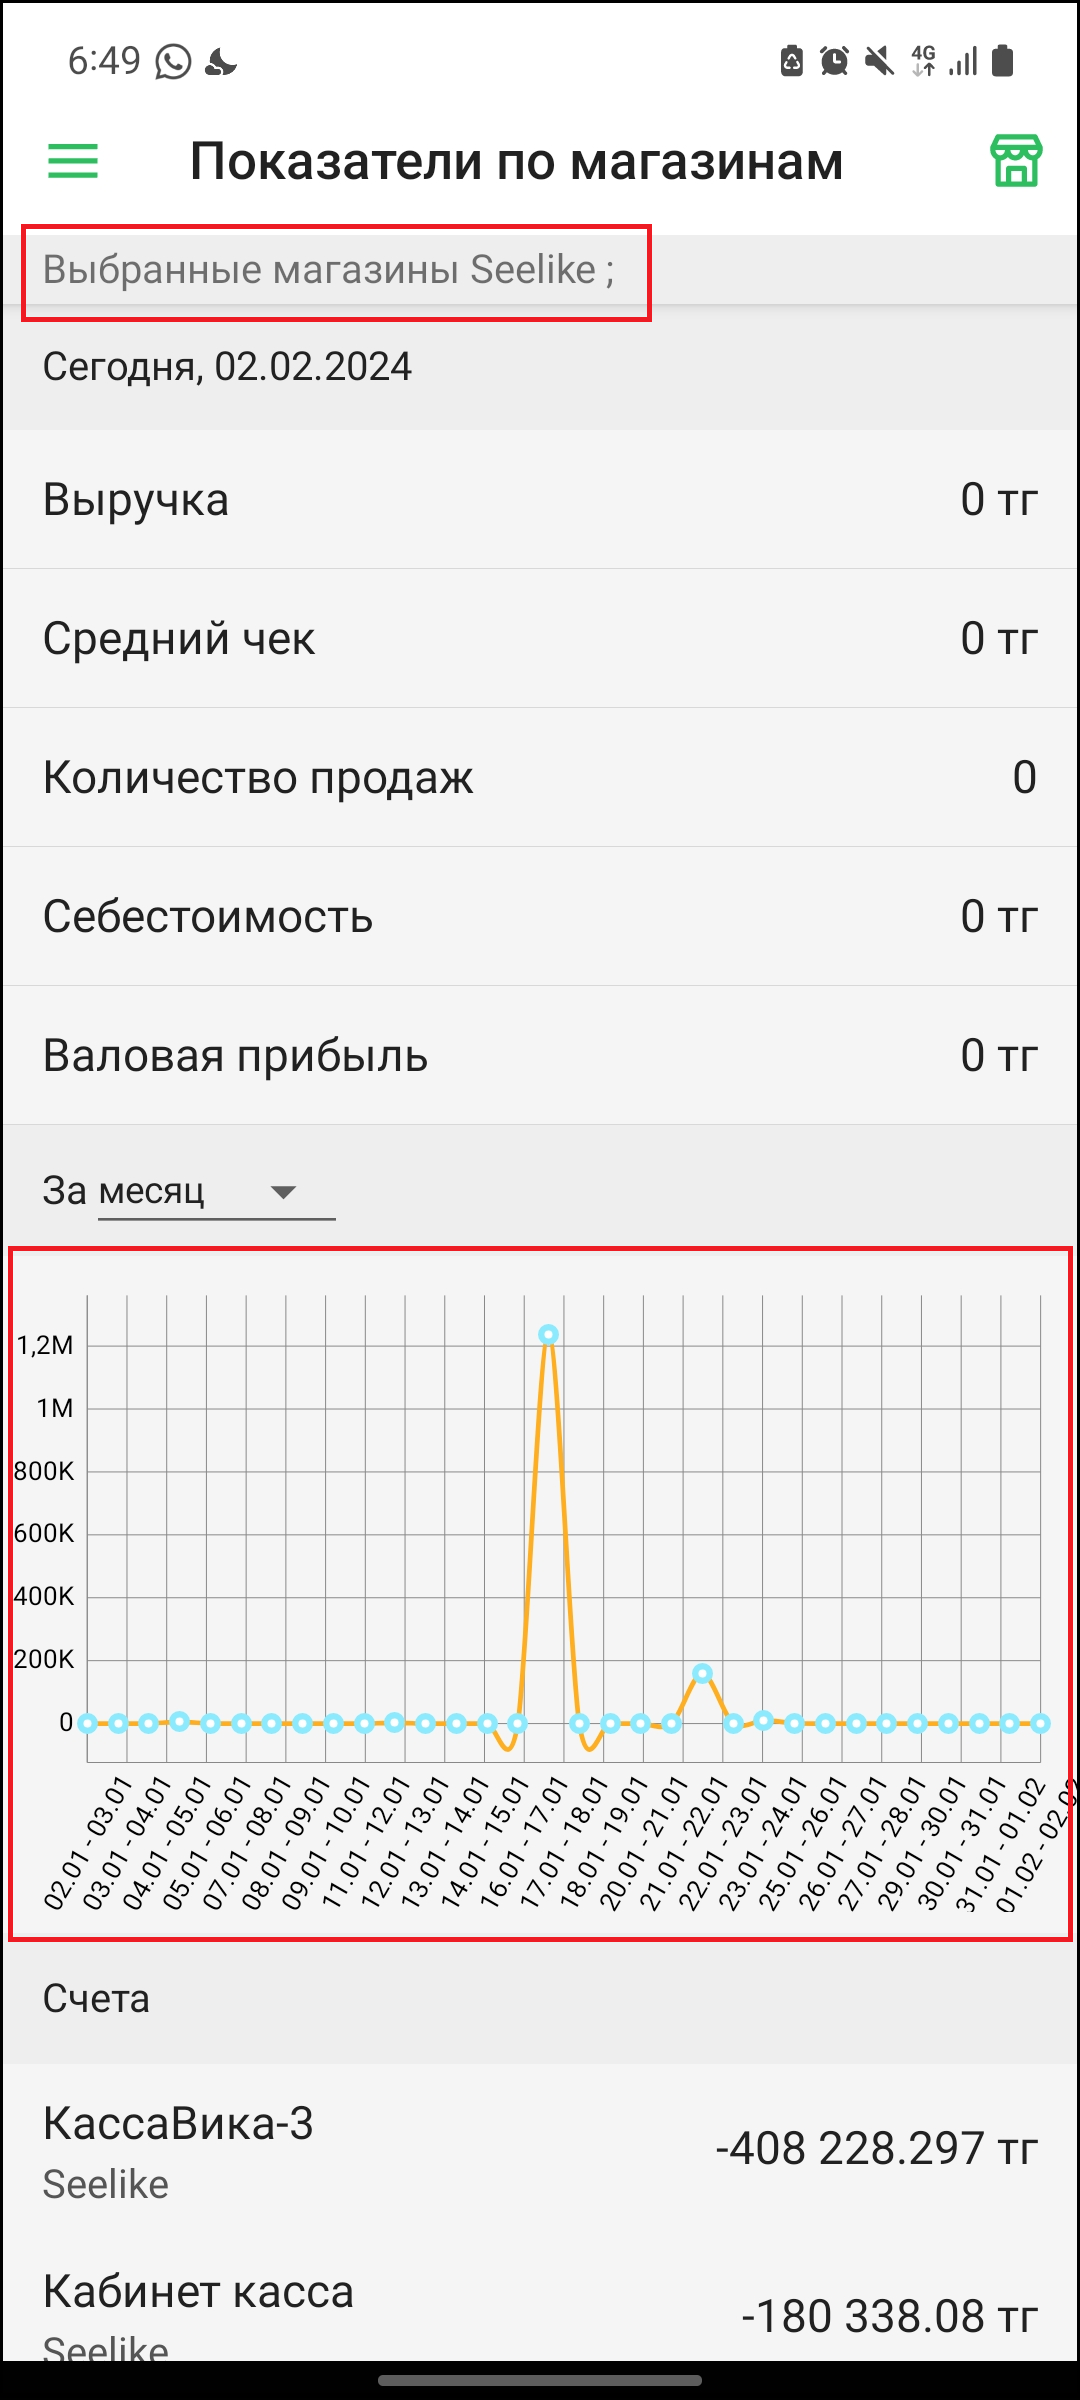 6:49
4G
Показатели по магазинам
Выбранные магазины Seelike ;
Сегодня, 02.02.2024
Выручка 0 тг
Средний чек 0 тг
Количество продаж 0
Себестоимость 0 тг
Валовая прибыль 0 тг
За месяц
1,2M
1M
800K
600K
400K
200K
0
02.01 - 03.01
03.01 - 04.01
04.01 - 05.01
05.01 - 06.01
07.01 - 08.01
08.01 - 09.01
09.01 - 10.01
11.01 - 12.01
12.01 - 13.01
13.01 - 14.01
14.01 - 15.01
16.01 - 17.01
17.01 - 18.01
18.01 - 19.01
20.01 - 21.01
21.01 - 22.01
22.01 - 23.01
23.01 - 24.01
25.01 - 26.01
26.01 - 27.01
27.01 - 28.01
29.01 - 30.01
30.01 - 31.01
31.01 - 01.02
01.02 - 02.02
Счета
КассаВика-3
-408 228.297 тг
Seelike
Кабинет касса
-180 338.08 тг
Seelike